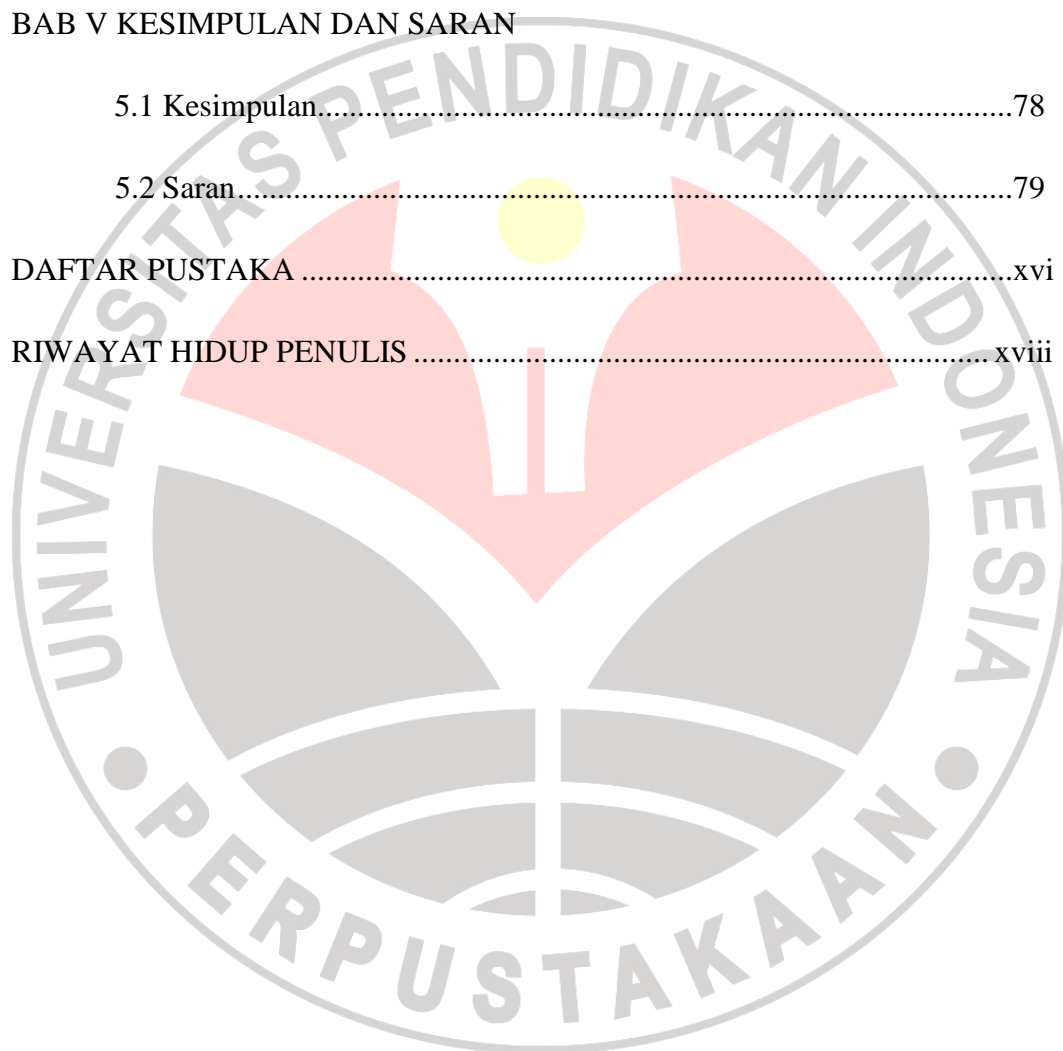 BAB V KESIMPULAN DAN SARAN
5.1 Kesimpulan.......................................................................................78
5.2 Saran.................................................................................................79
DAFTAR PUSTAKA .........................................................................................xvi
RIWAYAT HIDUP PENULIS ........................................................................ xviii
UNIVERSITAS PENDIDIKAN INDONESIA
PERPUSTAKAAN